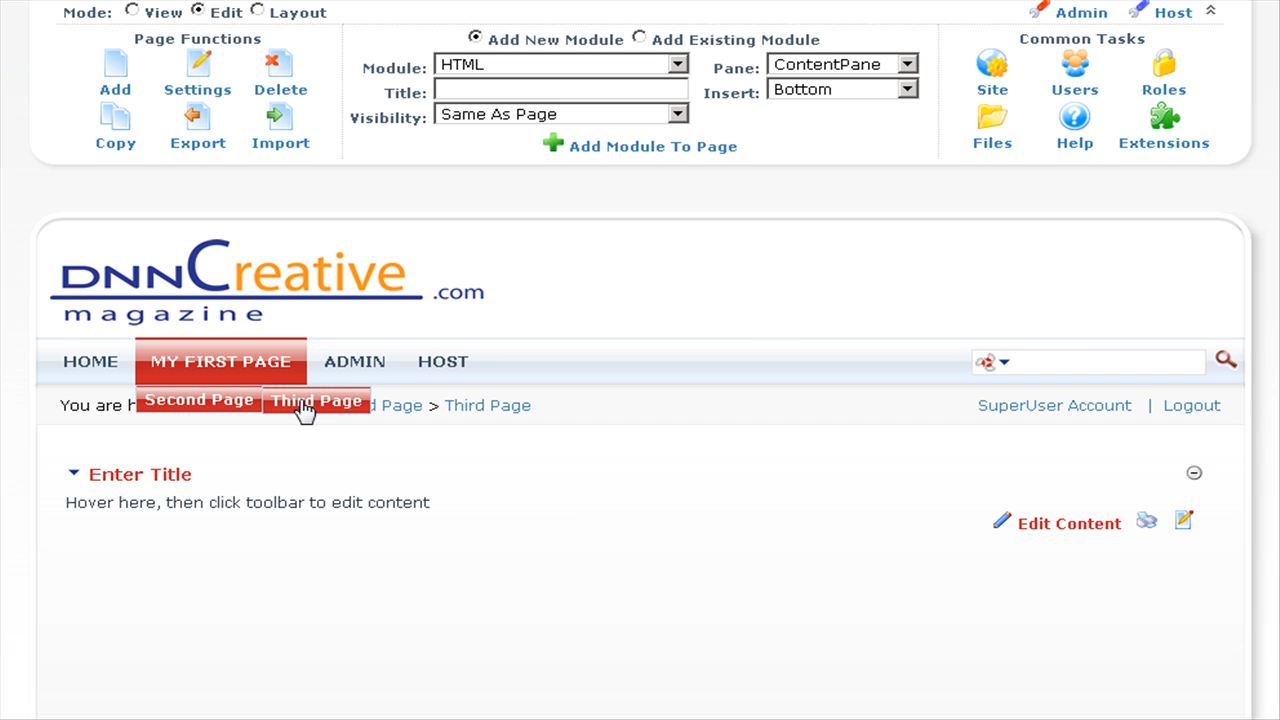 Mode: View Edit Layout
Admin Host
Page Functions
Add Settings Delete
Copy Export Import
Add New Module Add Existing Module
Module: HTML Pane: ContentPane
Title: Insert: Bottom
Visibility: Same As Page
Add Module To Page
Common Tasks
Site Users Roles
Files Help Extensions
DNNCreative
.com
magazine
HOME MY FIRST PAGE ADMIN HOST
Second Page Third Page
You are h d Page > Third Page
SuperUser Account | Logout
Enter Title
Hover here, then click toolbar to edit content
Edit Content